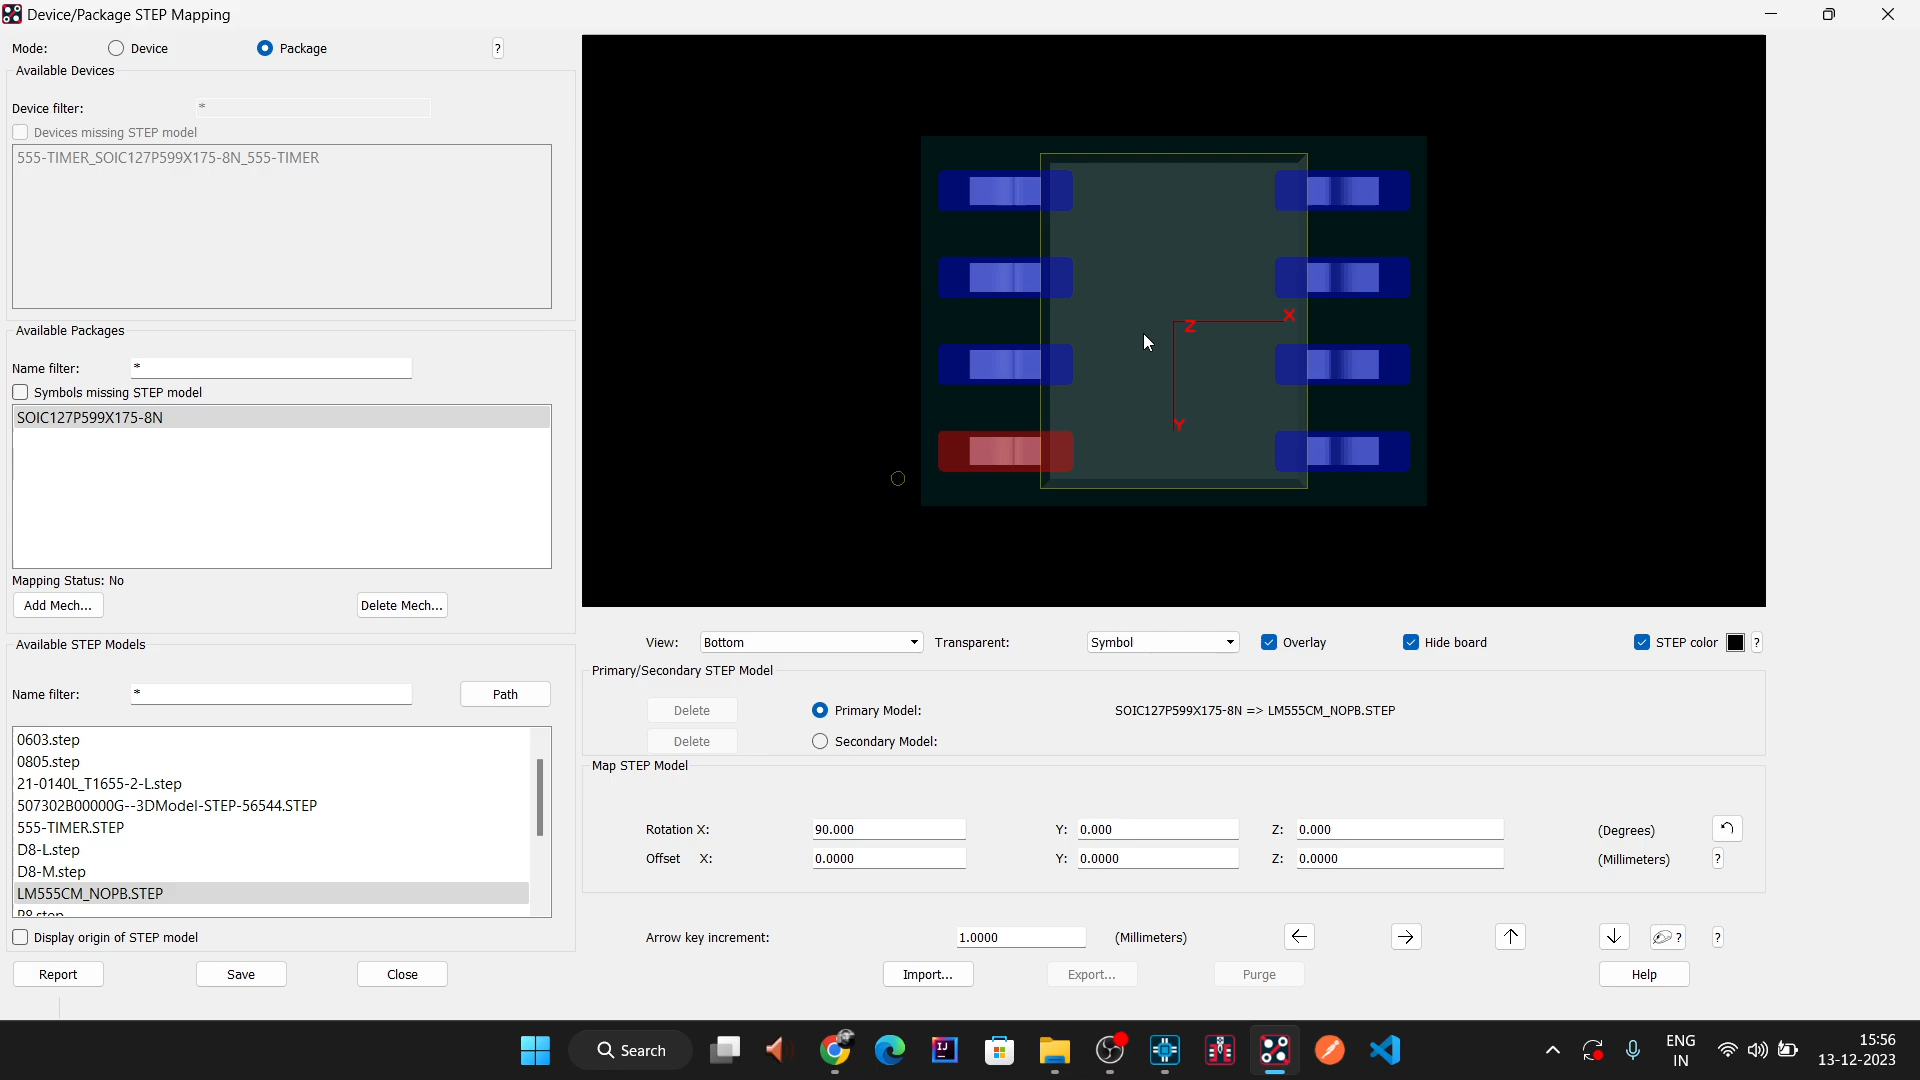 Device/Package STEP Mapping
Mode: Device Package ?
Available Devices
Device filter: *
Devices missing STEP model
555-TIMER_SOIC127P599X175-8N_555-TIMER
Available Packages
Name filter: *
Symbols missing STEP model
SOIC127P599X175-8N
Mapping Status: No
Add Mech... Delete Mech...
Available STEP Models
Name filter: * Path
0603.step
0805.step
21-0140L_T1655-2-L.step
507302B00000G--3DModel-STEP-56544.STEP
555-TIMER.STEP
D8-L.step
D8-M.step
LM555CM_NOPB.STEP
Display origin of STEP model
Report Save Close
Z X
Y
View: Bottom Transparent: Symbol Overlay Hide board STEP color ?
Primary/Secondary STEP Model
Delete Primary Model: SOIC127P599X175-8N => LM555CM_NOPB.STEP
Delete Secondary Model:
Map STEP Model
Rotation X: 90.000 Y: 0.000 Z: 0.000 (Degrees)
Offset X: 0.0000 Y: 0.0000 Z: 0.0000 (Millimeters) ?
Arrow key increment: 1.0000 (Millimeters) ? ?
Import... Export... Purge Help
Search
ENG
IN
15:56
13-12-2023